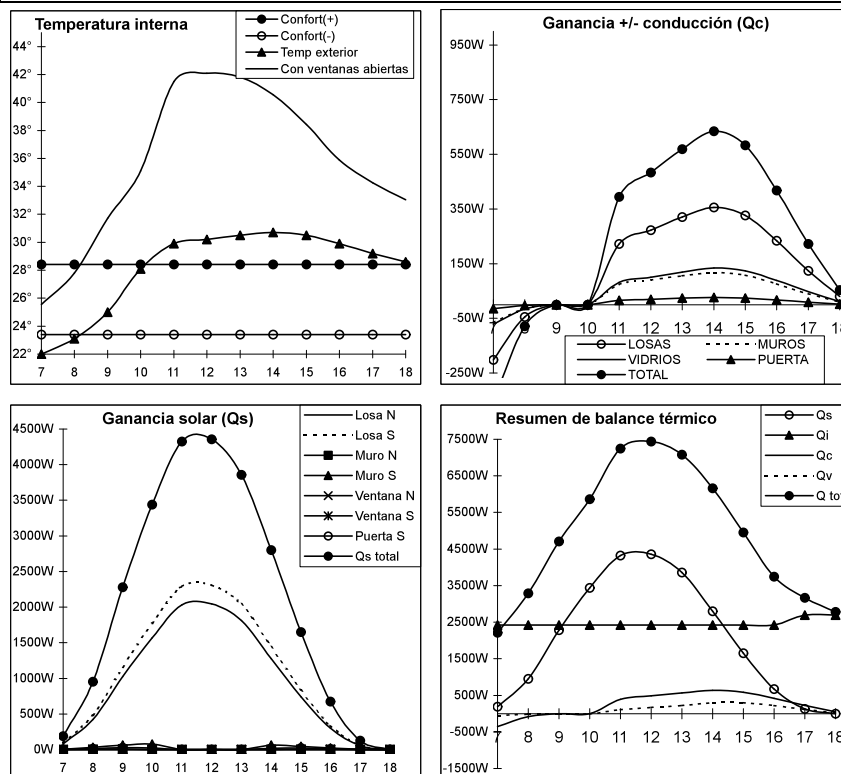 Temperatura interna
Confort(+)
Confort(-)
Temp exterior
Con ventanas abiertas
44°
42°
40°
38°
36°
34°
32°
30°
28°
26°
24°
22°
7 8 9 10 11 12 13 14 15 16 17 18
Ganancia +/- conducción (Qc)
950W
750W
550W
350W
150W
-50W
-250W
7 8 9 10 11 12 13 14 15 16 17 18
LOSAS
MUROS
VIDRIOS
PUERTA
TOTAL
Ganancia solar (Qs)
Losa N
Losa S
Muro N
Muro S
Ventana N
Ventana S
Puerta S
Qs total
4500W
4000W
3500W
3000W
2500W
2000W
1500W
1000W
500W
0W
7 8 9 10 11 12 13 14 15 16 17 18
Resumen de balance térmico
Qs
Qi
Qc
Qv
Q tot
7500W
6500W
5500W
4500W
3500W
2500W
1500W
500W
-500W
-1500W
7 8 9 10 11 12 13 14 15 16 17 18